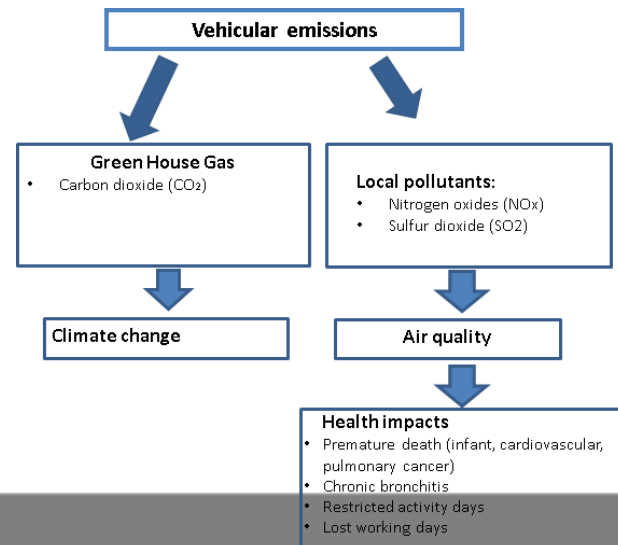 Vehicular emissions
Green House Gas
• Carbon dioxide (CO₂)
Local pollutants:
• Nitrogen oxides (NOx)
• Sulfur dioxide (SO2)
Climate change
Air quality
Health impacts
• Premature death (infant, cardiovascular,
pulmonary cancer)
• Chronic bronchitis
• Restricted activity days
• Lost working days